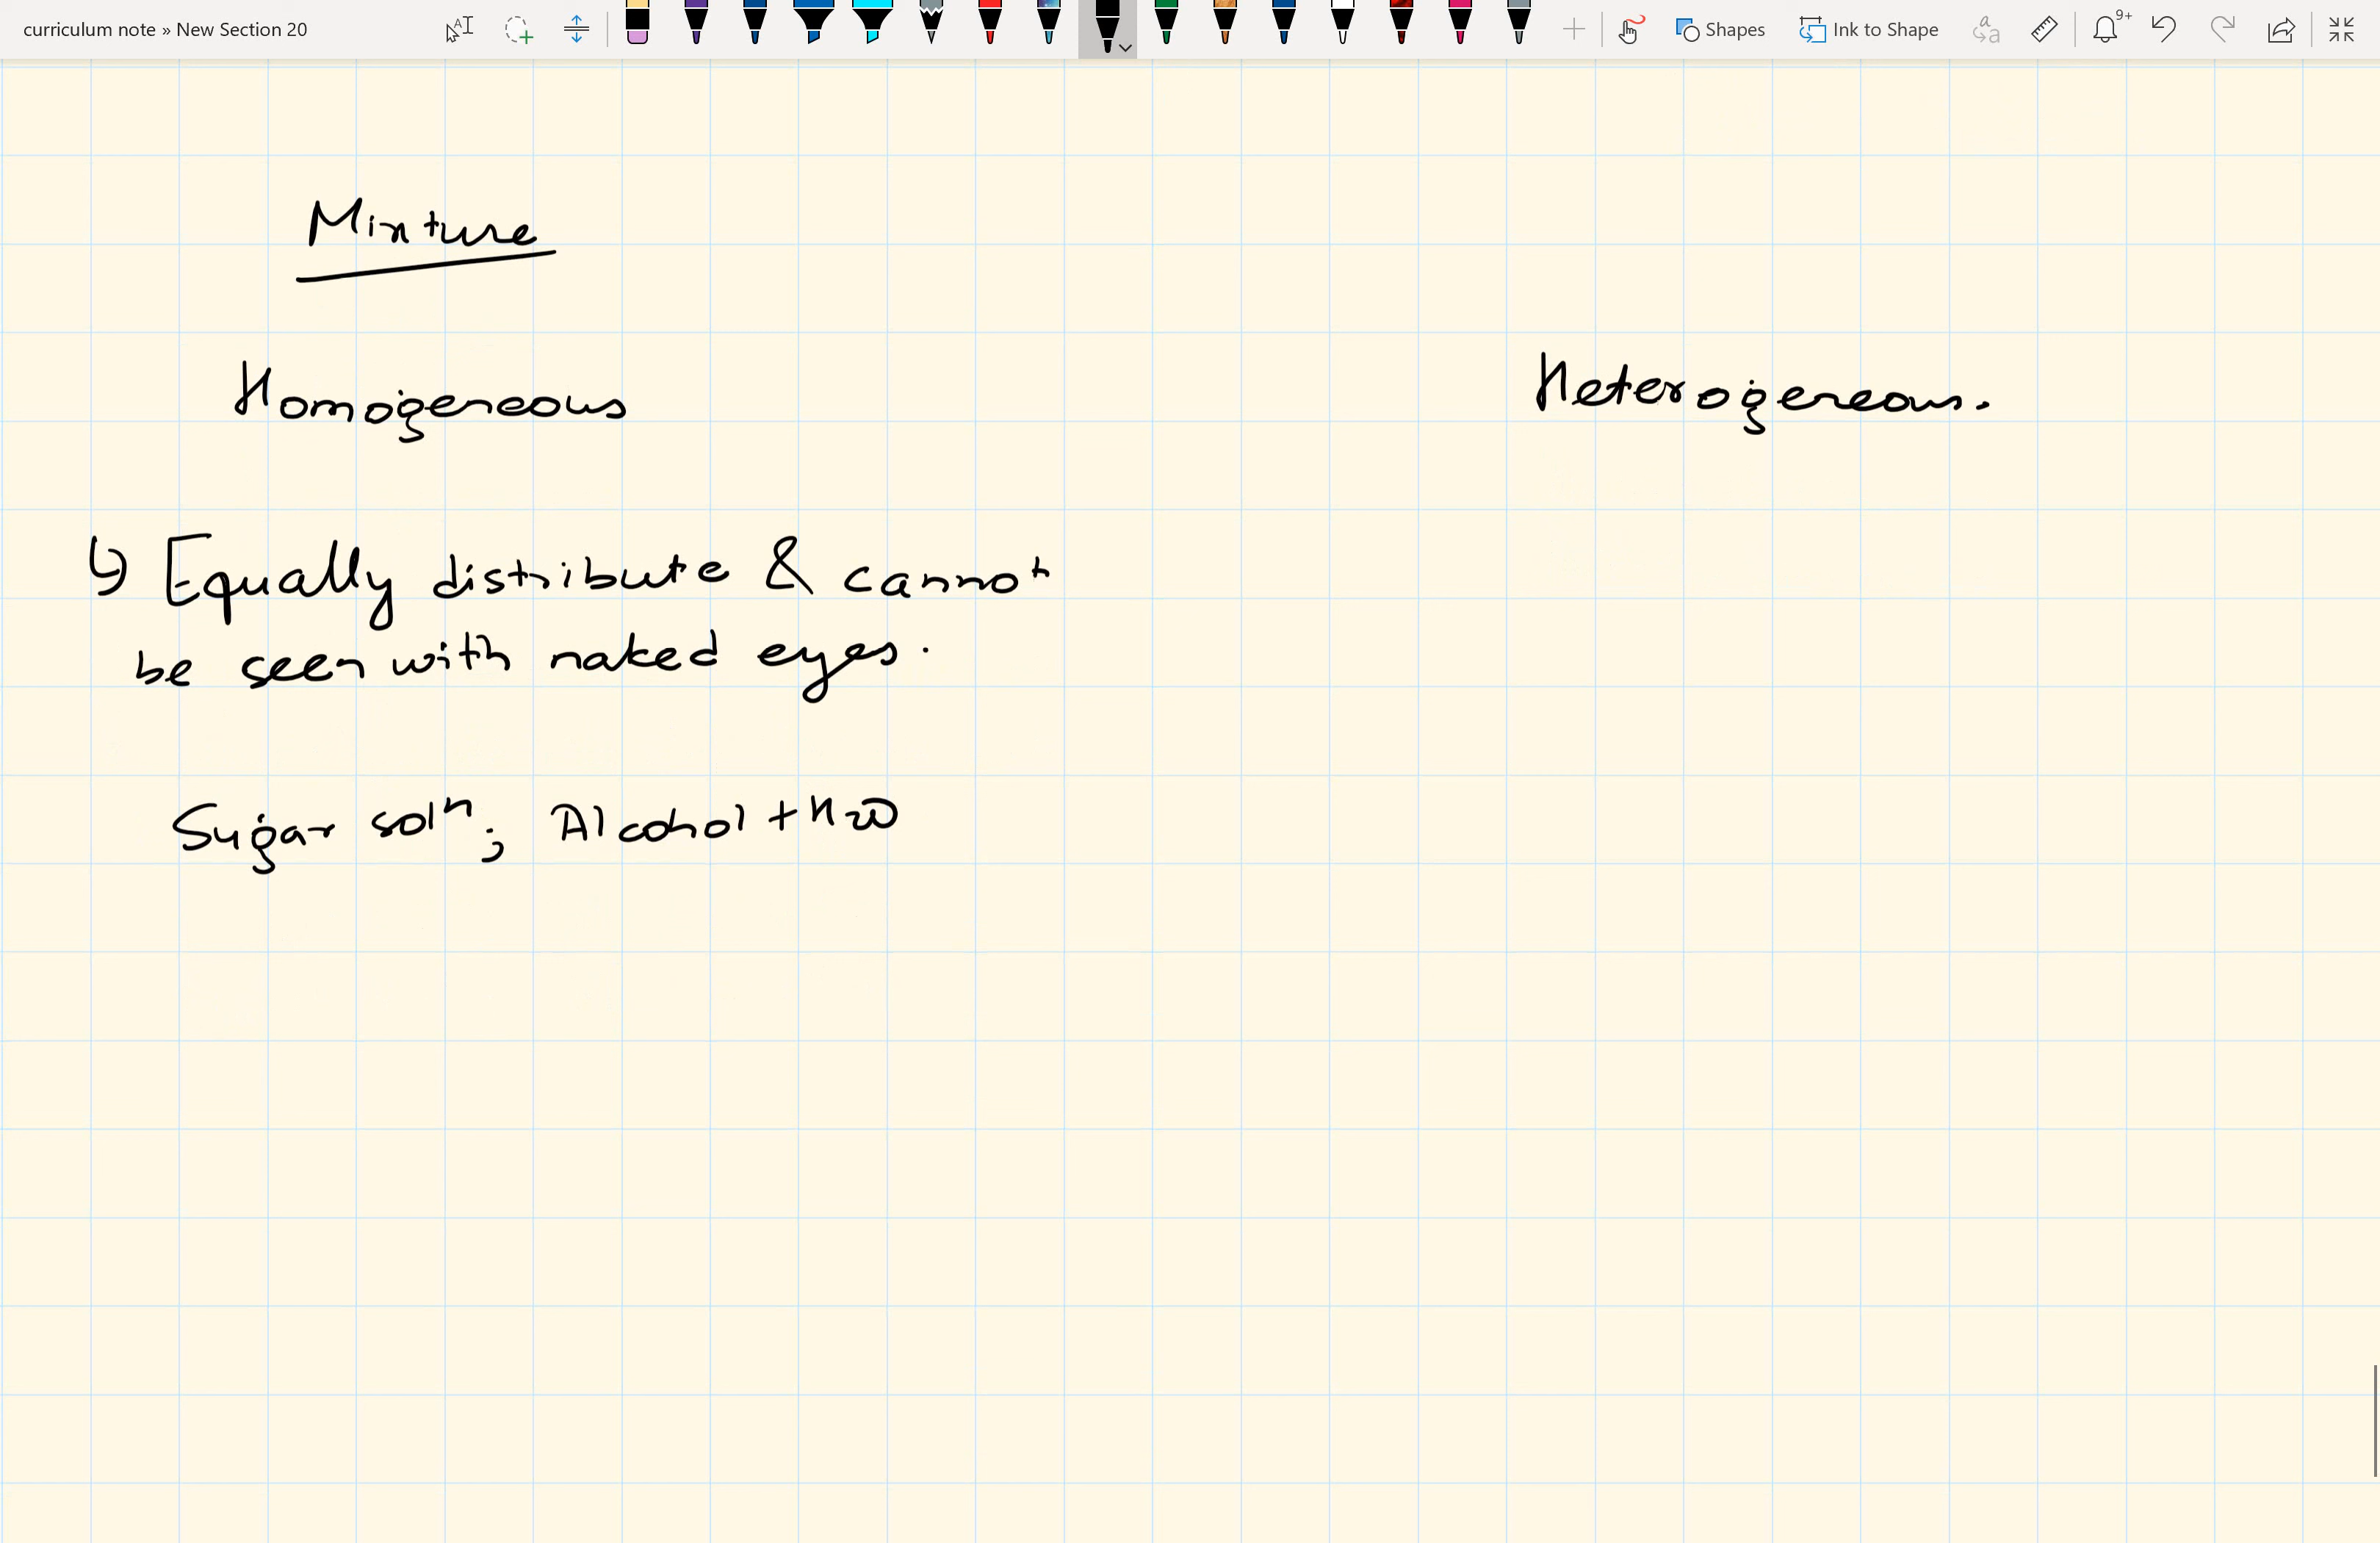 curriculum note » New Section 20
Shapes
Ink to Shape
9+
Mixture
Homogeneous
Heterogeneous.
Equally distribute & cannot
be seen with naked eyes.
Sugar solⁿ; Alcohol + H2O